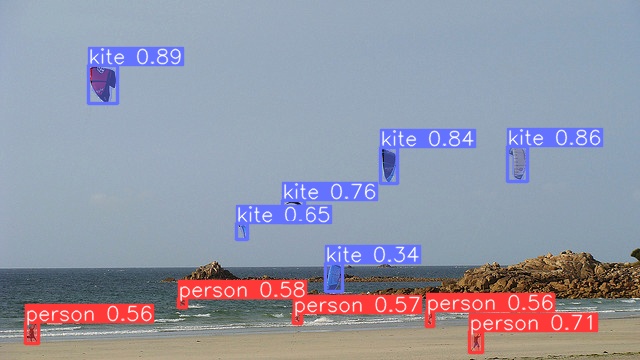 kite 0.89
kite 0.84
kite 0.86
kite 0.76
kite 0.65
kite 0.34
person 0.58
person 0.57
person 0.56
person 0.56
person 0.71